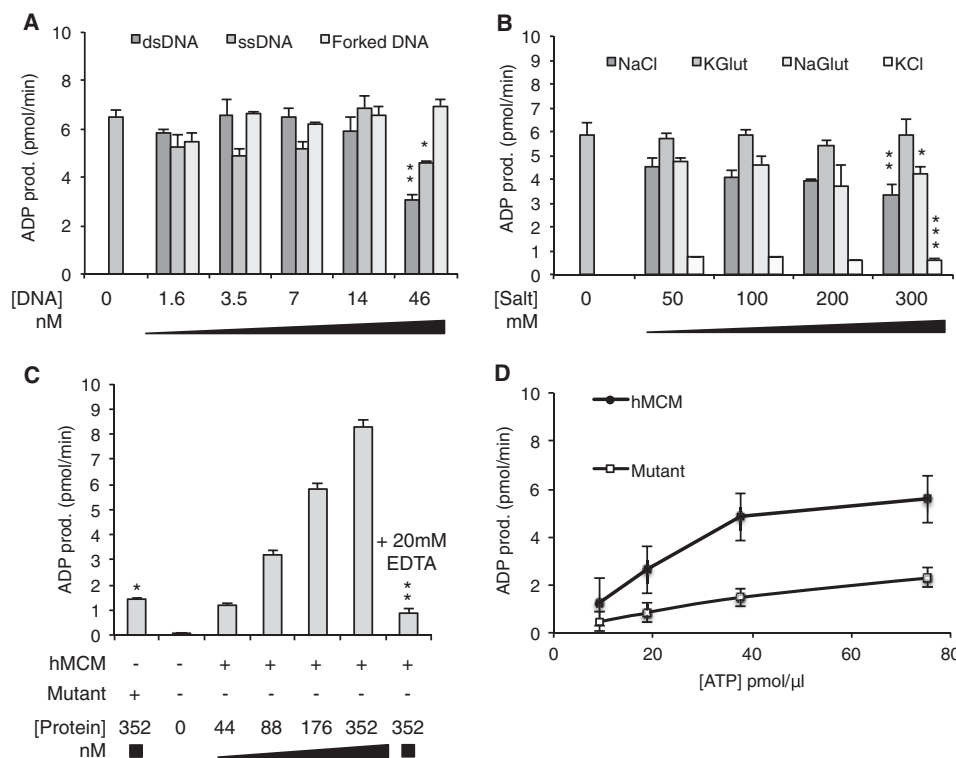 A
dsDNA ssDNA Forked DNA
ADP prod. (pmol/min)
10
8
6
4
2
0
*
*
*
[DNA] 0 1.6 3.5 7 14 46
nM
B
NaCl KGlut NaGlut KCl
ADP prod. (pmol/min)
10
9
8
7
6
5
4
3
2
1
0
*
*
*
*
*
*
[Salt] 0 50 100 200 300
mM
C
ADP prod. (pmol/min)
10
9
8
7
6
5
4
3
2
1
0
*
+ 20mM
EDTA
*
*
hMCM - - + + + + +
Mutant + - - - - - -
[Protein] 352 0 44 88 176 352 352
nM
D
hMCM
Mutant
ADP prod. (pmol/min)
10
8
6
4
2
0
0 20 40 60 80
[ATP] pmol/µl